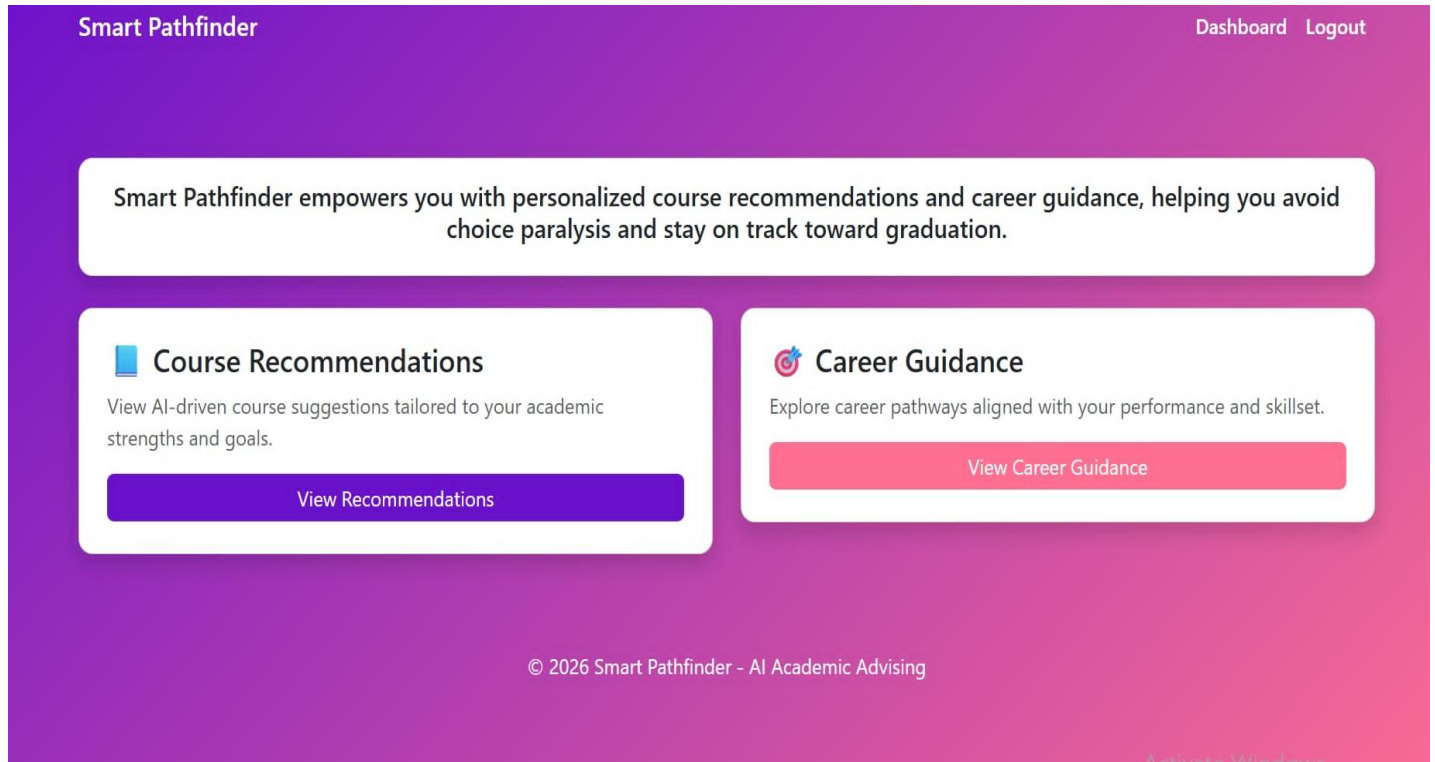 Smart Pathfinder
Dashboard Logout
Smart Pathfinder empowers you with personalized course recommendations and career guidance, helping you avoid
choice paralysis and stay on track toward graduation.
Course Recommendations
View AI-driven course suggestions tailored to your academic
strengths and goals.
View Recommendations
Career Guidance
Explore career pathways aligned with your performance and skillset.
View Career Guidance
© 2026 Smart Pathfinder - AI Academic Advising
Activate Windows